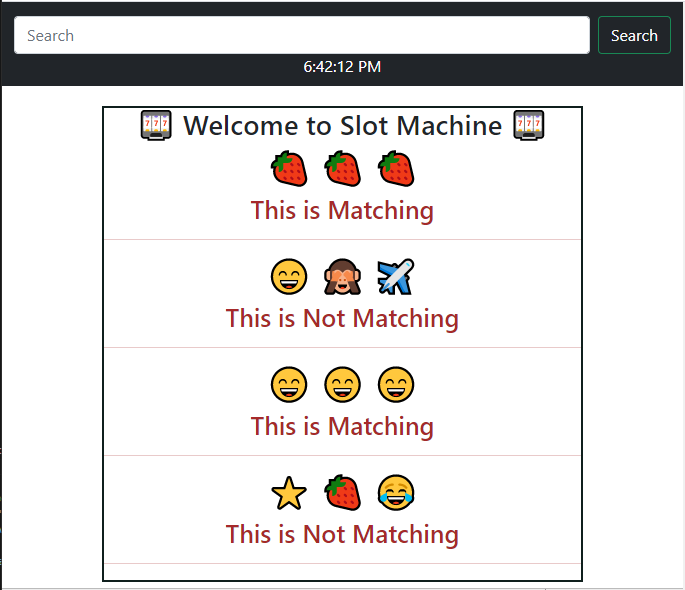 Search Search
6:42:12 PM
🎰 Welcome to Slot Machine 🎰
🍓 🍓 🍓
This is Matching
😄 🙈 ✈️
This is Not Matching
😄 😄 😄
This is Matching
⭐ 🍓 😂
This is Not Matching